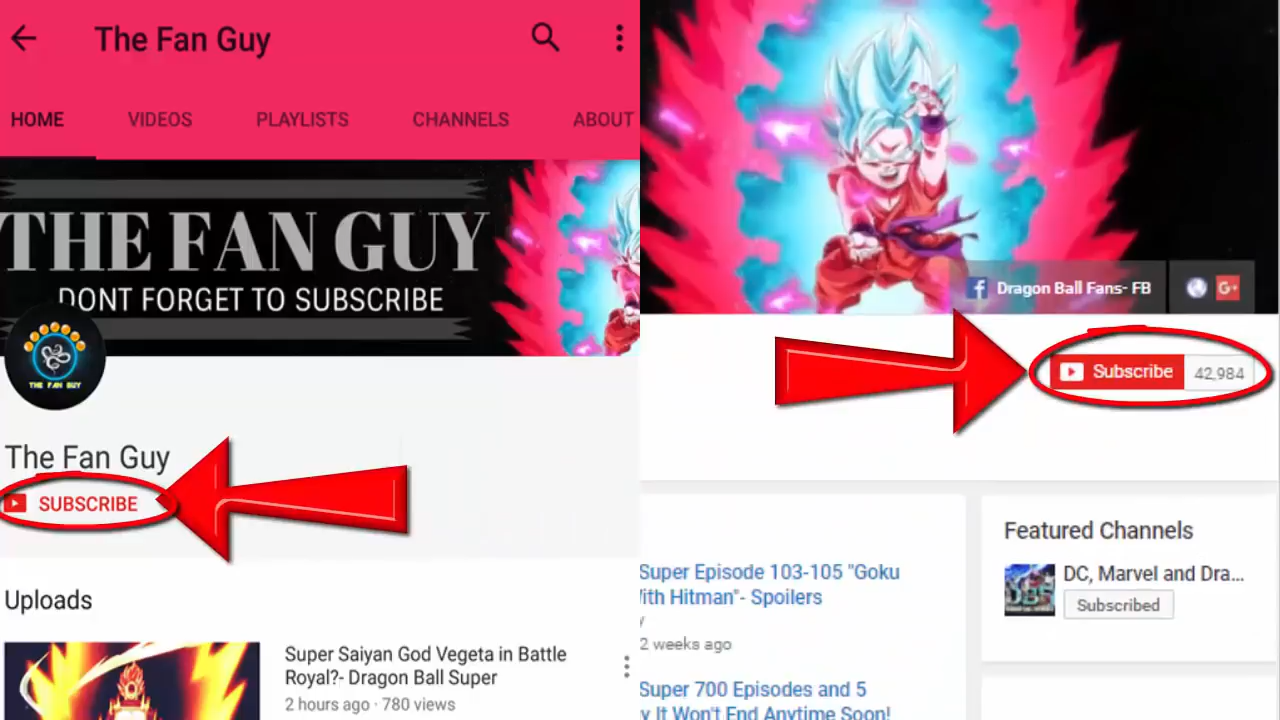 The Fan Guy
HOME VIDEOS PLAYLISTS CHANNELS ABOUT
THE FAN GUY
DONT FORGET TO SUBSCRIBE
THE FAN GUY
The Fan Guy
SUBSCRIBE
Uploads
Super Saiyan God Vegeta in Battle
Royal?- Dragon Ball Super
2 hours ago · 780 views
Dragon Ball Fans- FB
G+
Subscribe 42,984
Super Episode 103-105 "Goku
With Hitman"- Spoilers
2 weeks ago
Super 700 Episodes and 5
y It Won't End Anytime Soon!
Featured Channels
DC, Marvel and Dra...
Subscribed